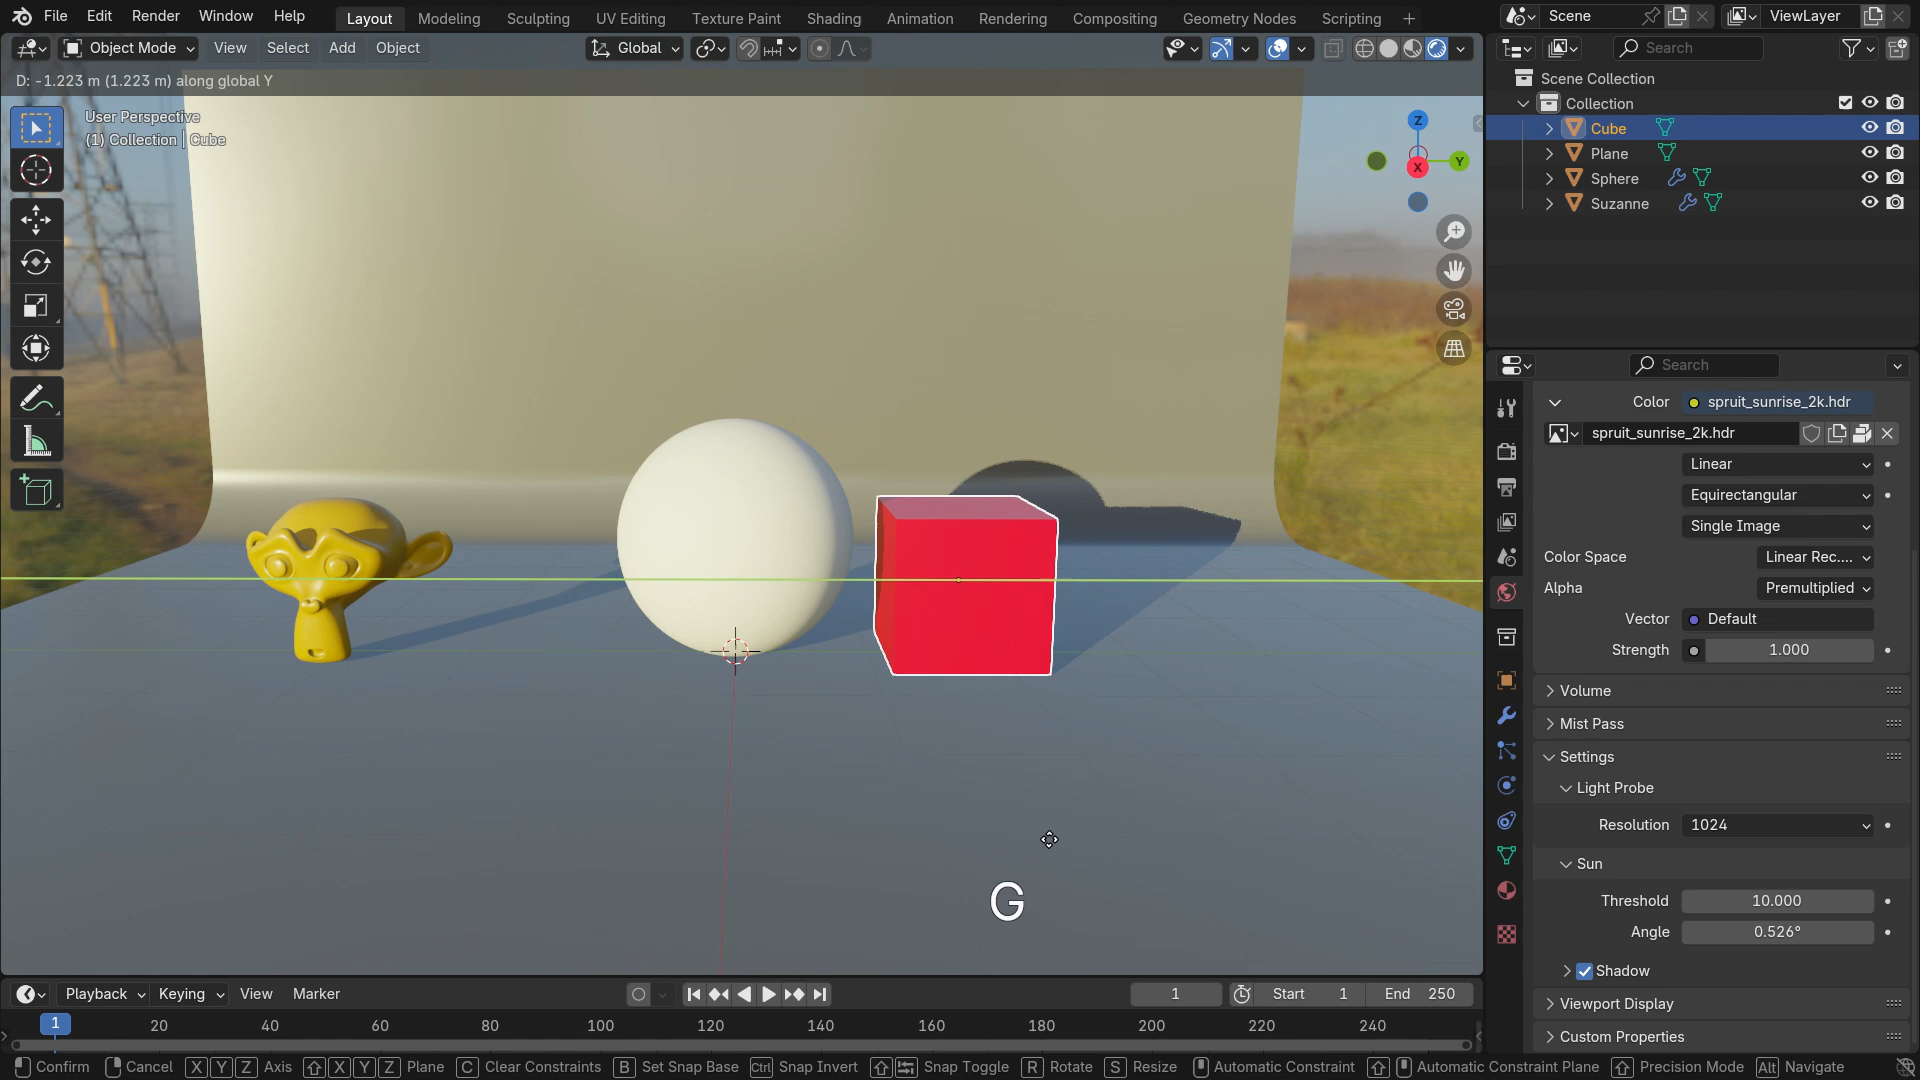 File Edit Render Window Help Layout Modeling Sculpting UV Editing Texture Paint Shading Animation Rendering Compositing Geometry Nodes Scripting + Scene ViewLayer
Object Mode View Select Add Object Global Search
D: -1.223 m (1.223 m) along global Y
User Perspective
(1) Collection | Cube
Z
Y
X
Scene Collection
Collection
Cube
Plane
Sphere
Suzanne
Search
Color spruit_sunrise_2k.hdr
spruit_sunrise_2k.hdr
Linear
Equirectangular
Single Image
Color Space Linear Rec....
Alpha Premultiplied
Vector Default
Strength 1.000
Volume
Mist Pass
Settings
Light Probe
Resolution 1024
Sun
Threshold 10.000
Angle 0.526°
Shadow
Viewport Display
Custom Properties
G
Playback Keying View Marker 1 Start 1 End 250
1 20 40 60 80 100 120 140 160 180 200 220 240
Confirm Cancel X Y Z Axis X Y Z Plane C Clear Constraints B Set Snap Base Ctrl Snap Invert Snap Toggle R Rotate S Resize Automatic Constraint Automatic Constraint Plane Precision Mode Alt Navigate